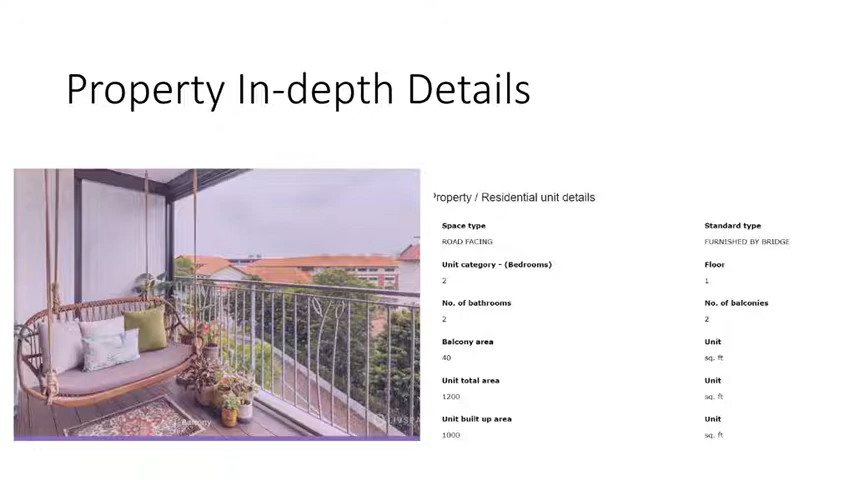 Property In-depth Details
Property / Residential unit details
Space type
ROAD FACING
Standard type
FURNISHED BY BRIDGE
Unit category - (Bedrooms)
2
Floor
1
No. of bathrooms
2
No. of balconies
2
Balcony area
40
Unit
sq. ft
Unit total area
1200
Unit
sq. ft
Unit built up area
1000
Unit
sq. ft
Balcony